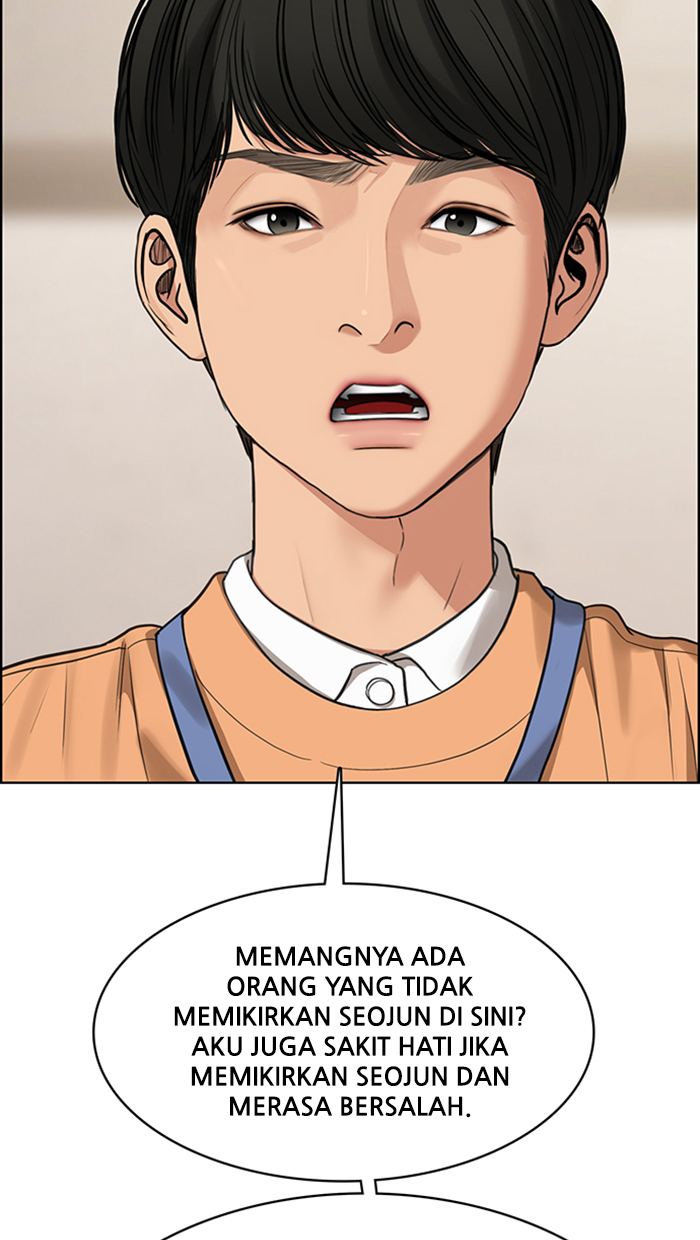 MEMANGNYA ADA
ORANG YANG TIDAK
MEMIKIRKAN SEOJUN DI SINI?
AKU JUGA SAKIT HATI JIKA
MEMIKIRKAN SEOJUN DAN
MERASA BERSALAH.